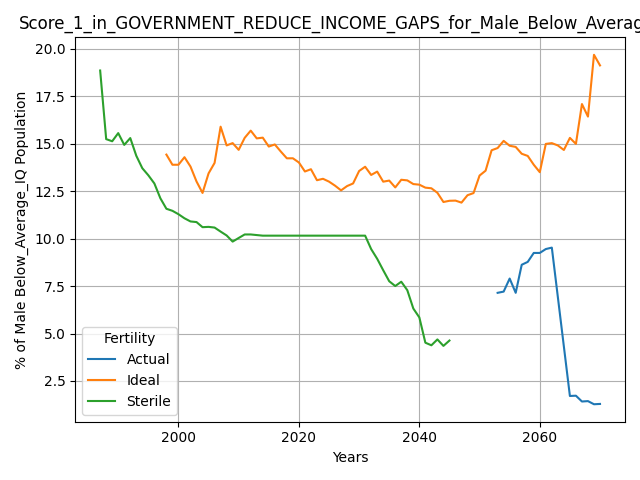 Score_1_in_GOVERNMENT_REDUCE_INCOME_GAPS_for_Male_Below_Averag
% of Male Below_Average_IQ Population
20.0
17.5
15.0
12.5
10.0
7.5
5.0
2.5
Fertility
Actual
Ideal
Sterile
2000 2020 2040 2060
Years